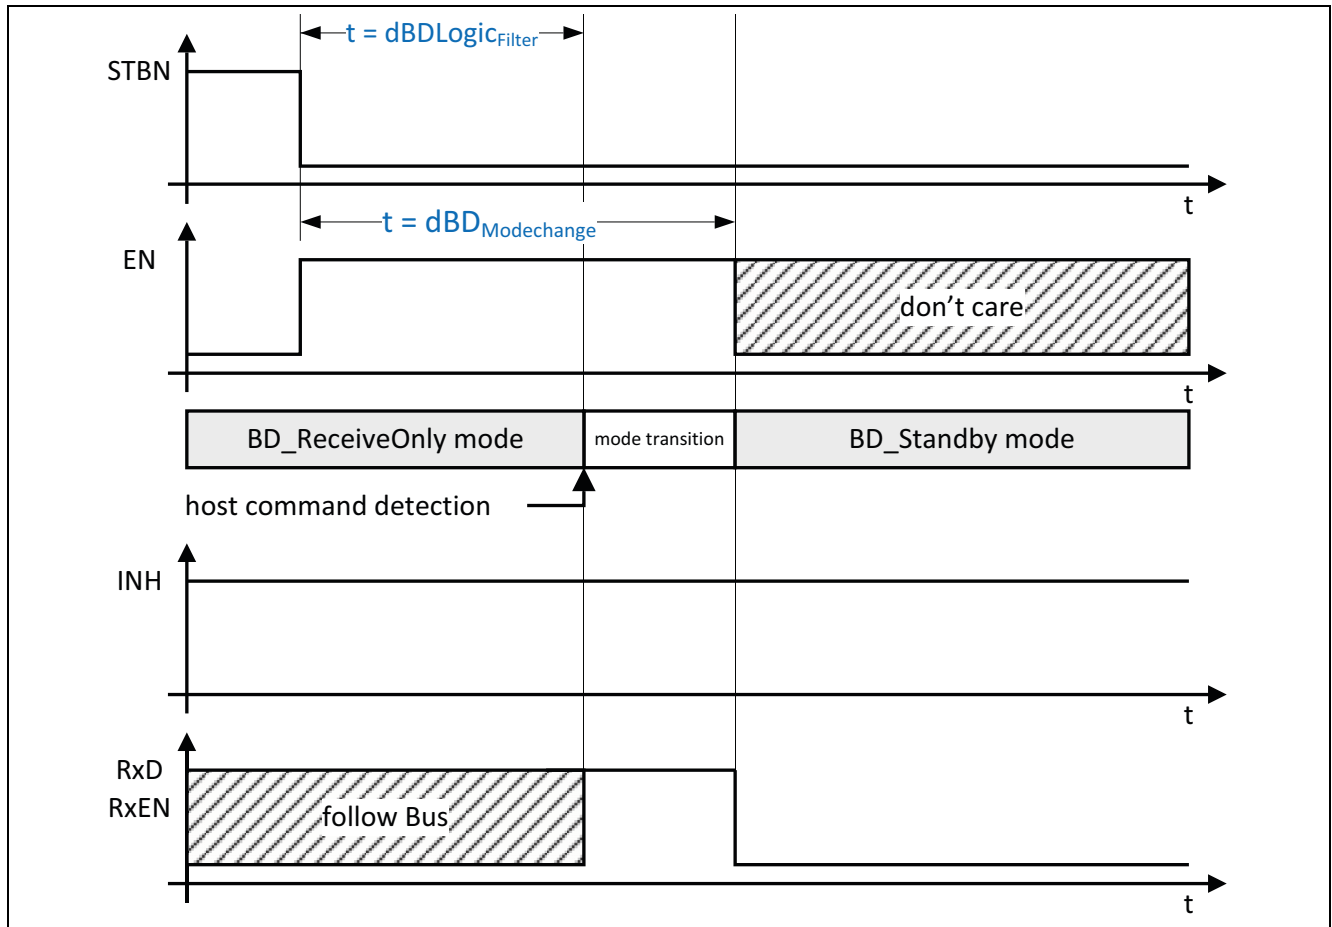 t = dBDLogicFilter
STBN
t
t = dBDModechange
EN
don't care
t
BD_ReceiveOnly mode
mode transition
BD_Standby mode
host command detection
INH
t
RxD
RxEN
follow Bus
t